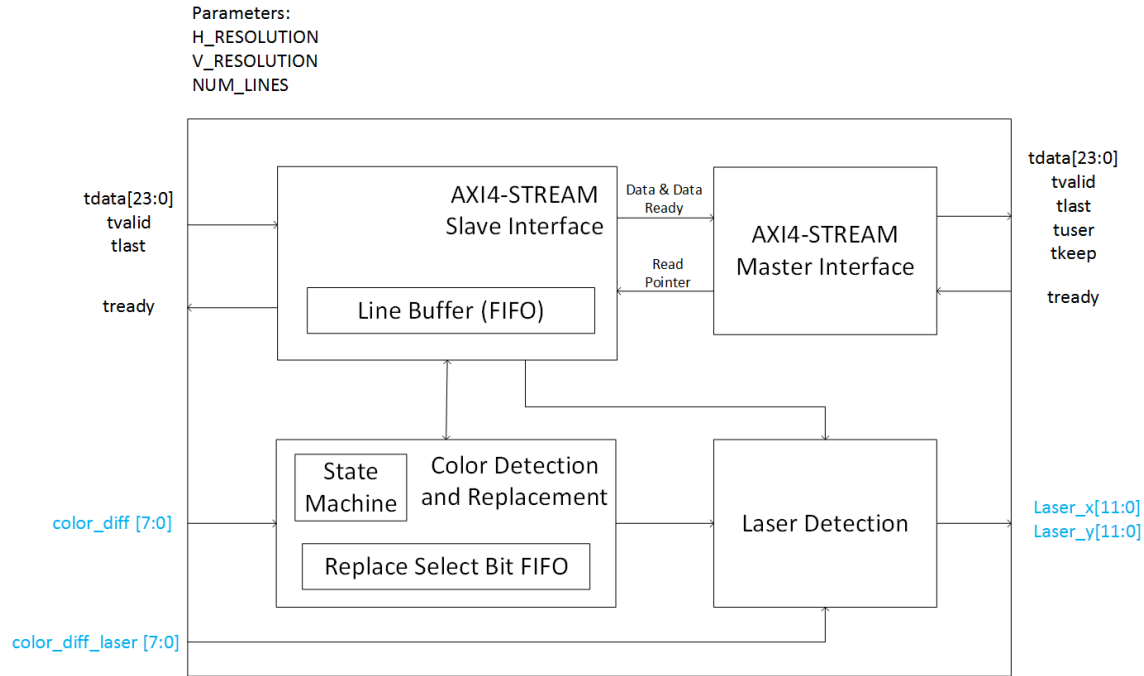 Parameters:
H_RESOLUTION
V_RESOLUTION
NUM_LINES
tdata[23:0]
tvalid
tlast
tready
AXI4-STREAM
Slave Interface
Line Buffer (FIFO)
Data & Data
Ready
Read
Pointer
AXI4-STREAM
Master Interface
tdata[23:0]
tvalid
tlast
tuser
tkeep
tready
color_diff [7:0]
State
Machine
Color Detection
and Replacement
Replace Select Bit FIFO
Laser Detection
Laser_x[11:0]
Laser_y[11:0]
color_diff_laser [7:0]